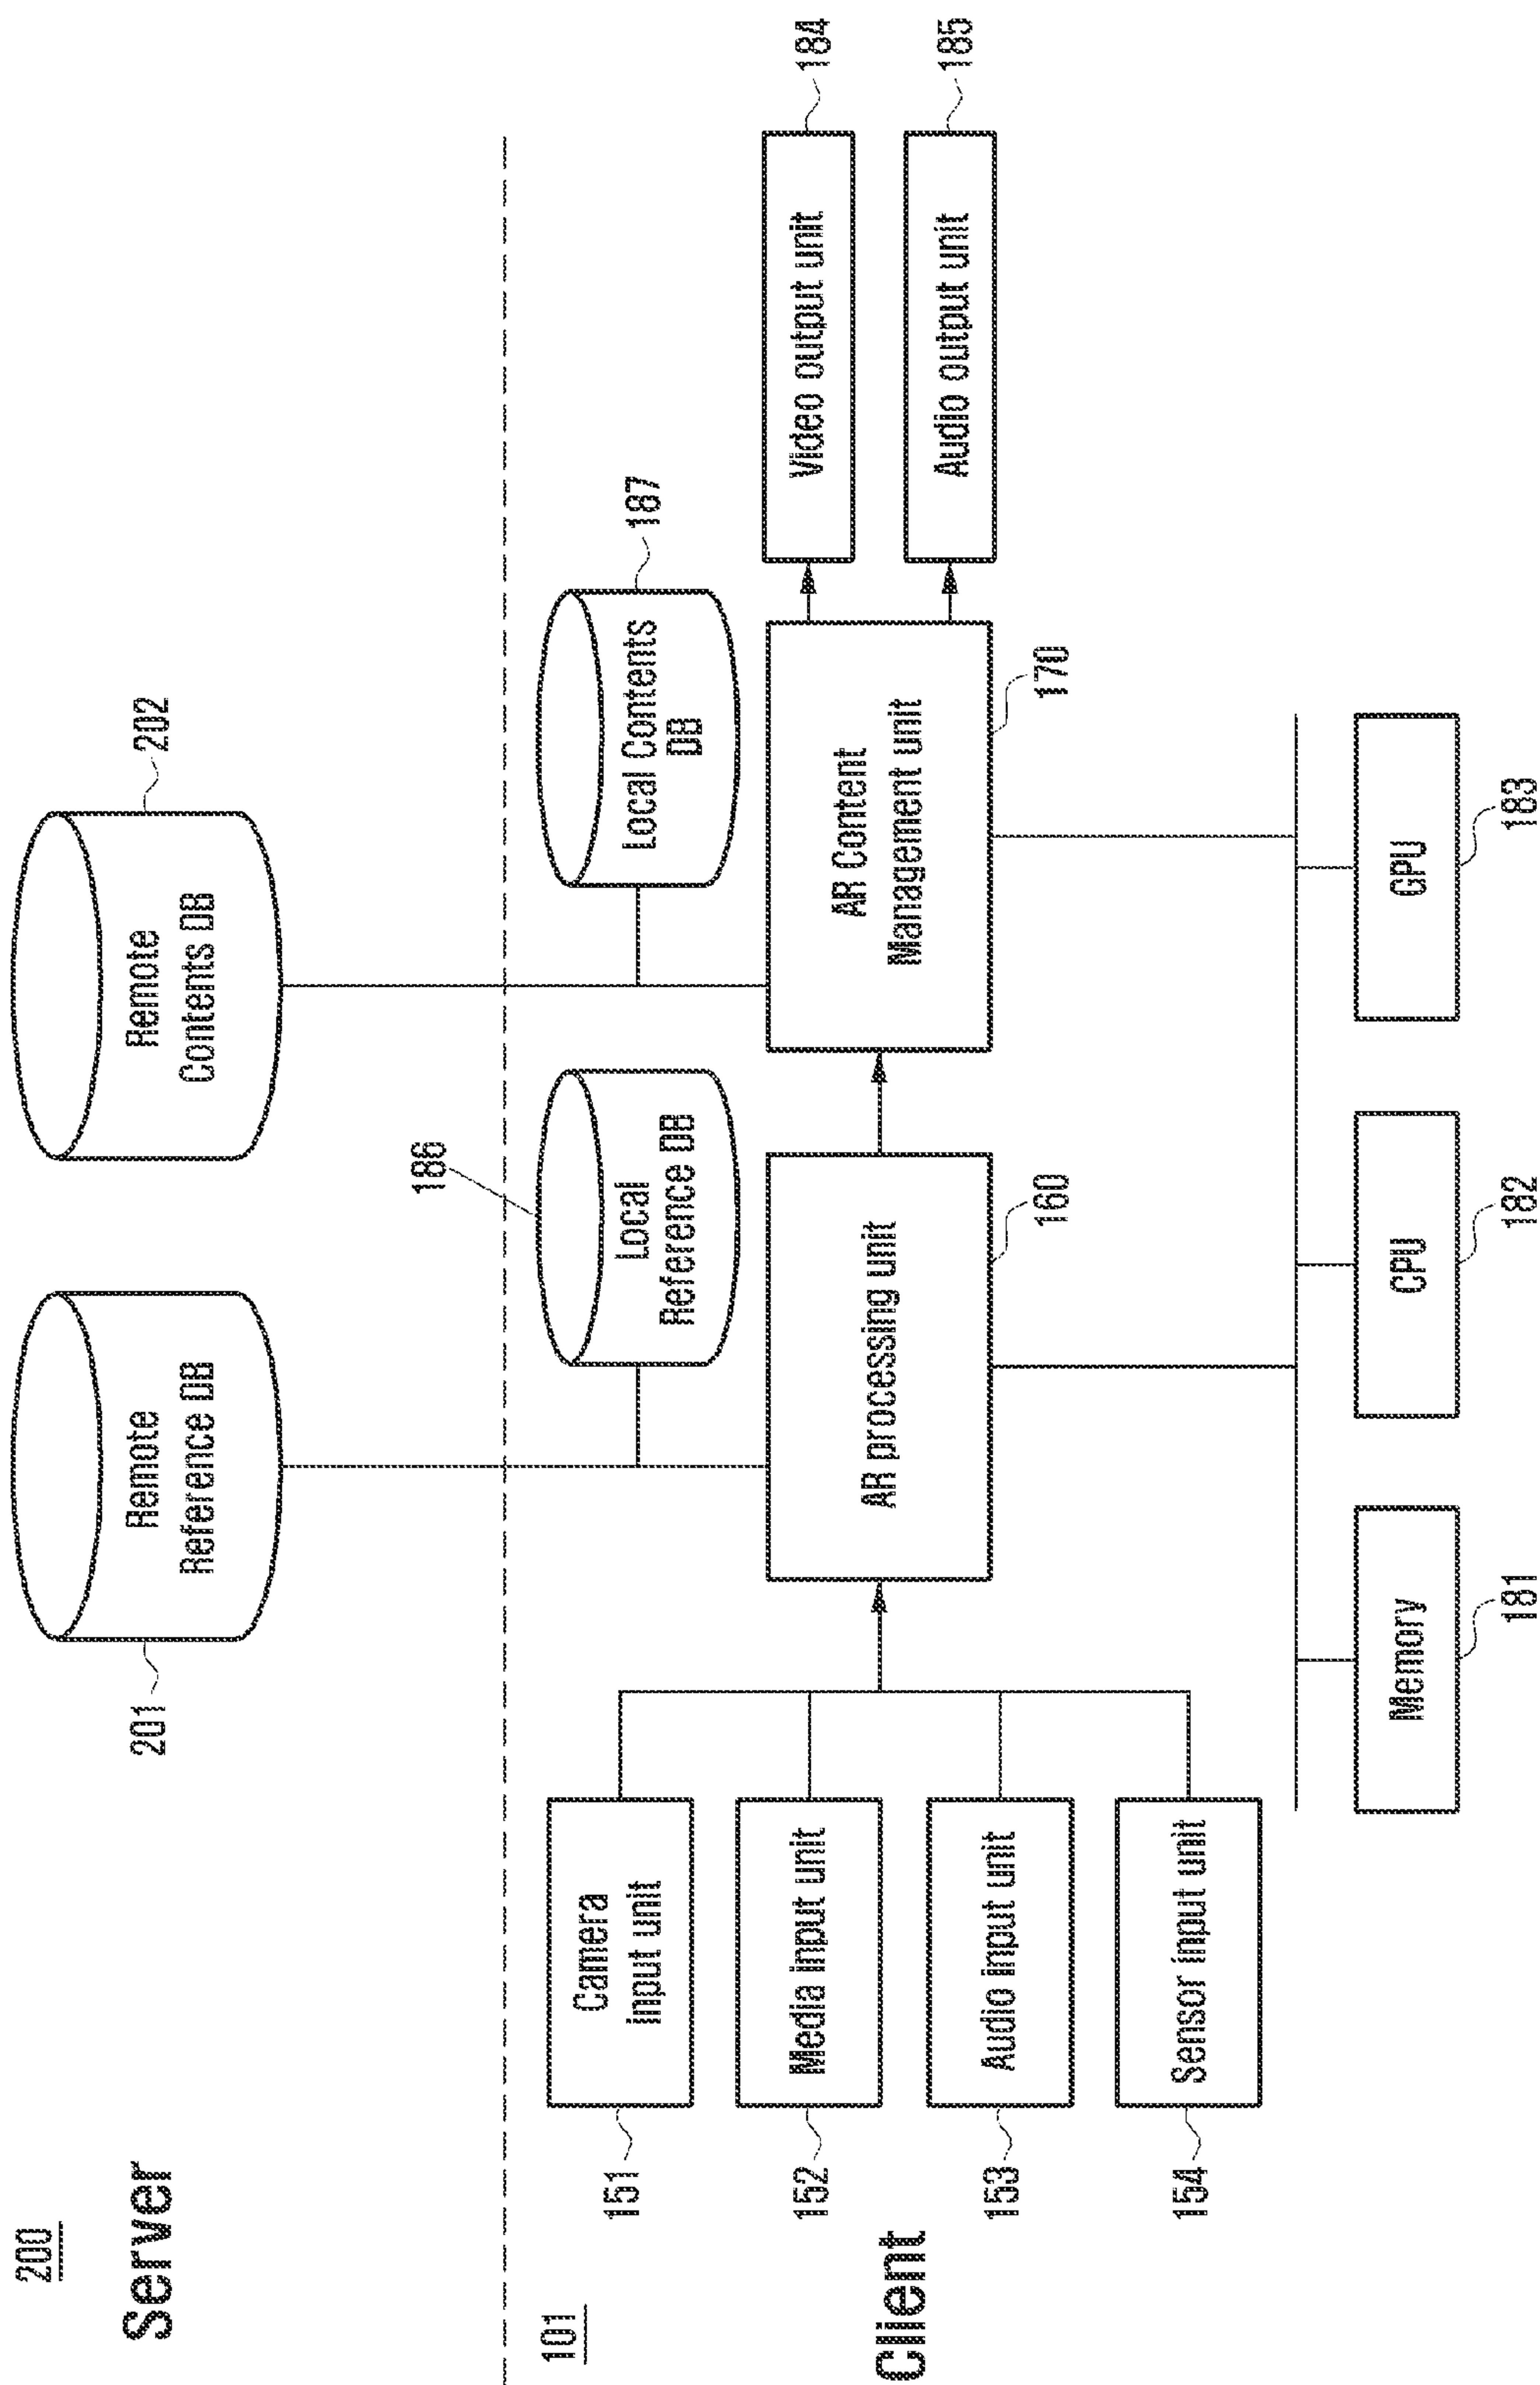 200
Server
201
Remote
Reference DB
Remote
Contents DB
202
101
Client
186
Local
Reference DB
Local Contents
DB
187
151
Camera
input unit
152
Media input unit
153
Audio input unit
154
Sensor input unit
AR processing unit
160
AR Content
Management unit
170
Video output unit
184
Audio output unit
185
Memory
181
CPU
182
GPU
183